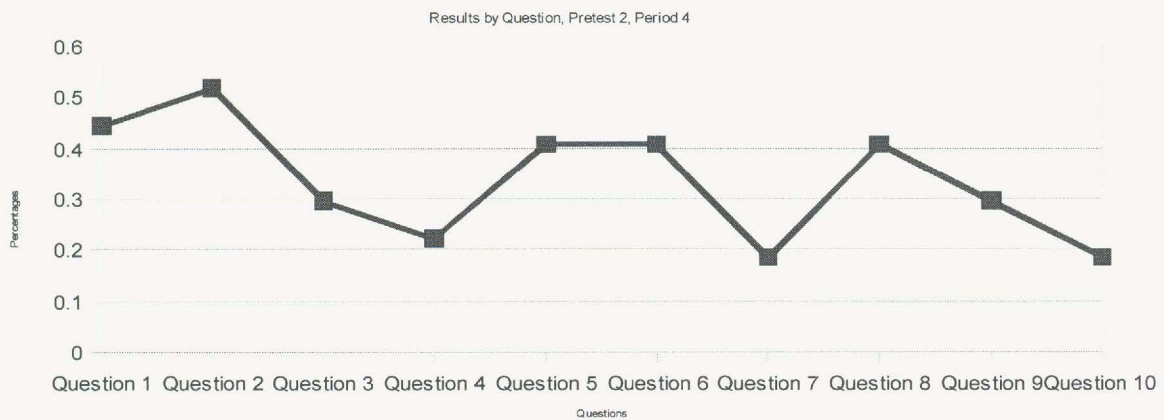 Results by Question, Pretest 2, Period 4
0.6
0.5
0.4
0.3
0.2
0.1
0
Percentages
Question 1 Question 2 Question 3 Question 4 Question 5 Question 6 Question 7 Question 8 Question 9 Question 10
Questions